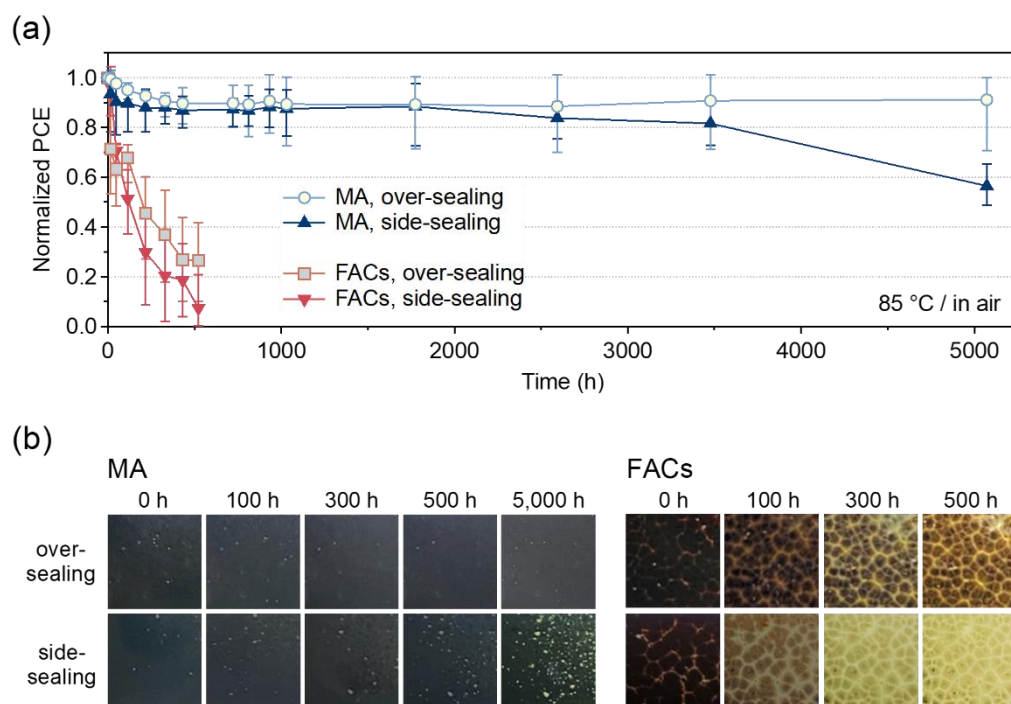 (a)
Normalized PCE
1.0
0.8
0.6
0.4
0.2
0.0
MA, over-sealing
MA, side-sealing
FACs, over-sealing
FACs, side-sealing
85 °C / in air
0 1000 2000 3000 4000 5000
Time (h)
(b)
MA
0 h 100 h 300 h 500 h 5,000 h
FACs
0 h 100 h 300 h 500 h
over-
sealing
side-
sealing